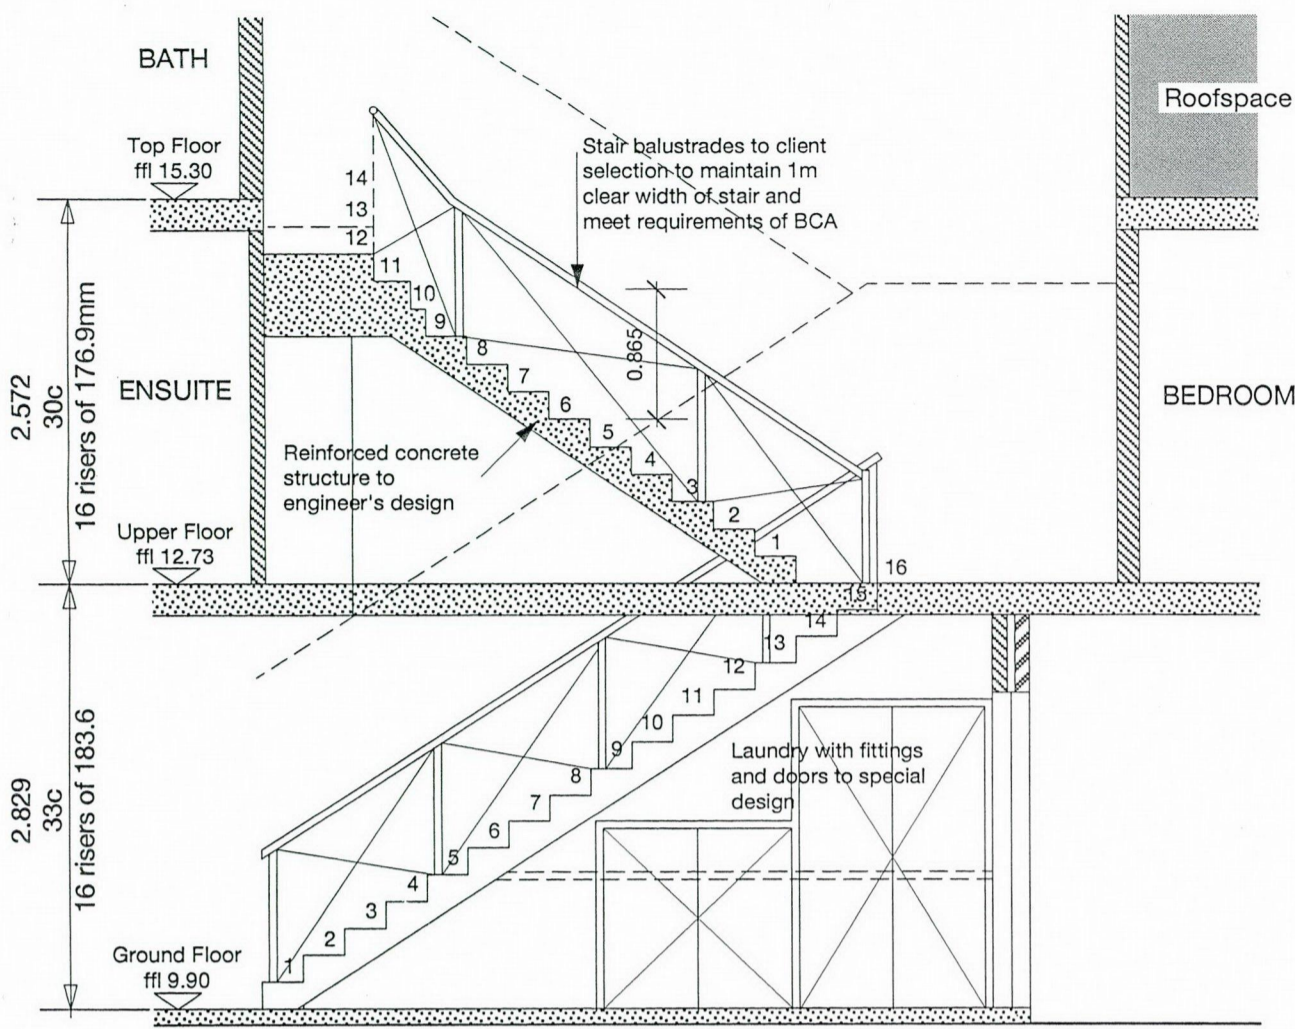 BATH
Roofspace
Top Floor
ffl 15.30
Stair balustrades to client
selection to maintain 1m
clear width of stair and
meet requirements of BCA
14
13
12
11
10
9
8
7
6
5
4
3
2
1
0.865
2.572
30c
16 risers of 176.9mm
ENSUITE
BEDROOM
Reinforced concrete
structure to
engineer's design
Upper Floor
ffl 12.73
16
15
14
13
12
11
10
9
8
7
6
5
4
3
2
1
2.829
33c
16 risers of 183.6
Laundry with fittings
and doors to special
design
Ground Floor
ffl 9.90